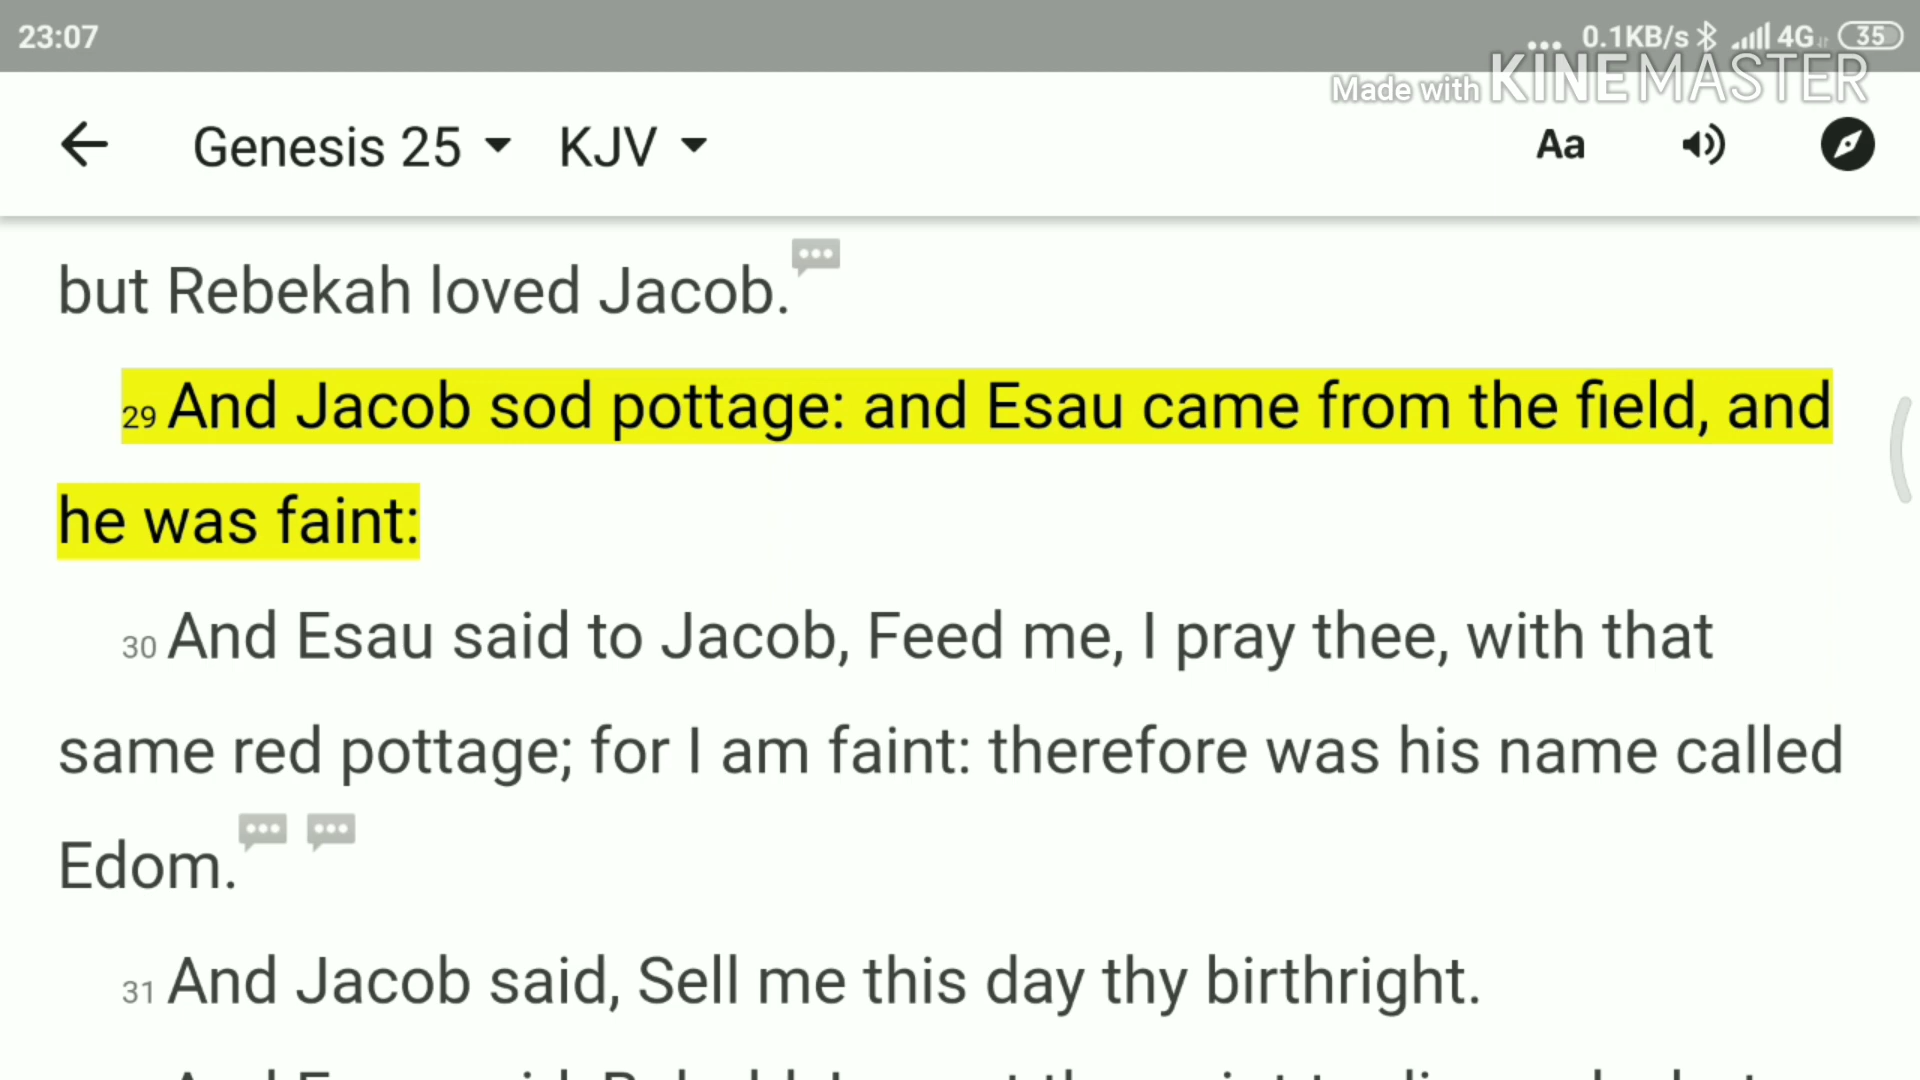 23:07
... 0.1KB/s 4G 35
Made with KINEMASTER
Genesis 25 KJV Aa
but Rebekah loved Jacob.
29 And Jacob sod pottage: and Esau came from the field, and
he was faint:
30 And Esau said to Jacob, Feed me, I pray thee, with that
same red pottage; for I am faint: therefore was his name called
Edom.
31 And Jacob said, Sell me this day thy birthright.